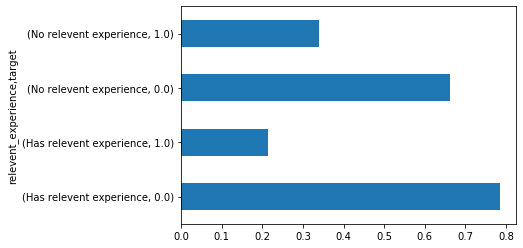 relevent_experience,target
(No relevent experience, 1.0)
(No relevent experience, 0.0)
(Has relevent experience, 1.0)
(Has relevent experience, 0.0)
0.0 0.1 0.2 0.3 0.4 0.5 0.6 0.7 0.8